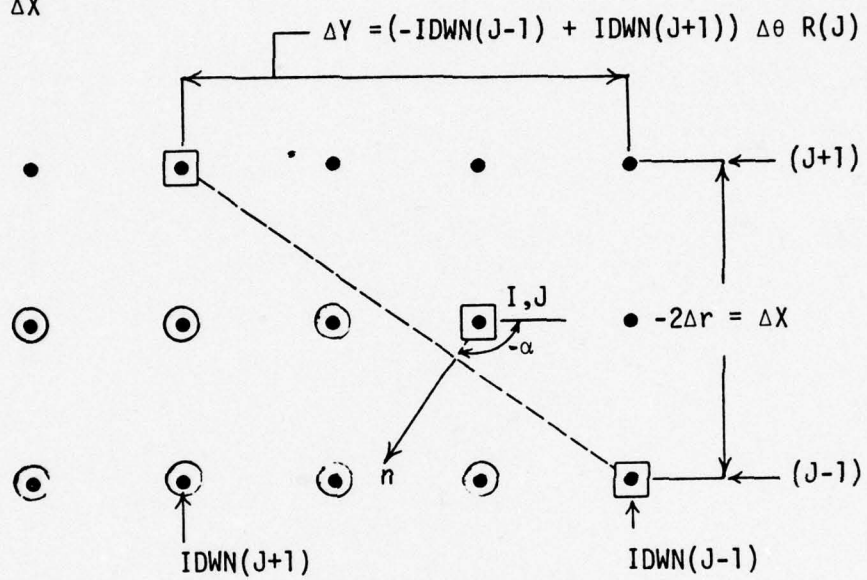 ΔX
ΔY =(-IDWN(J-1) + IDWN(J+1)) Δθ R(J)
(J+1)
I,J
-2Δr = ΔX
-α
n
(J-1)
IDWN(J+1)
IDWN(J-1)